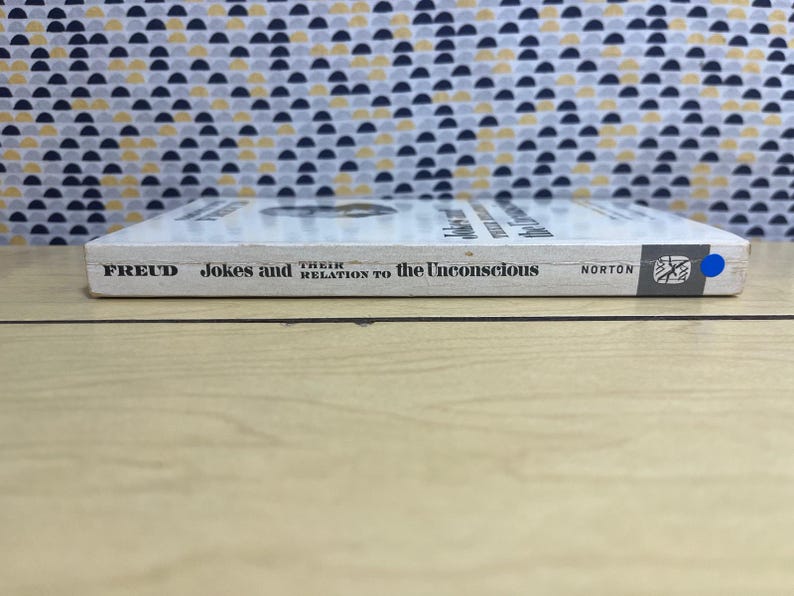 FREUD Jokes and THEIR RELATION TO the Unconscious NORTON